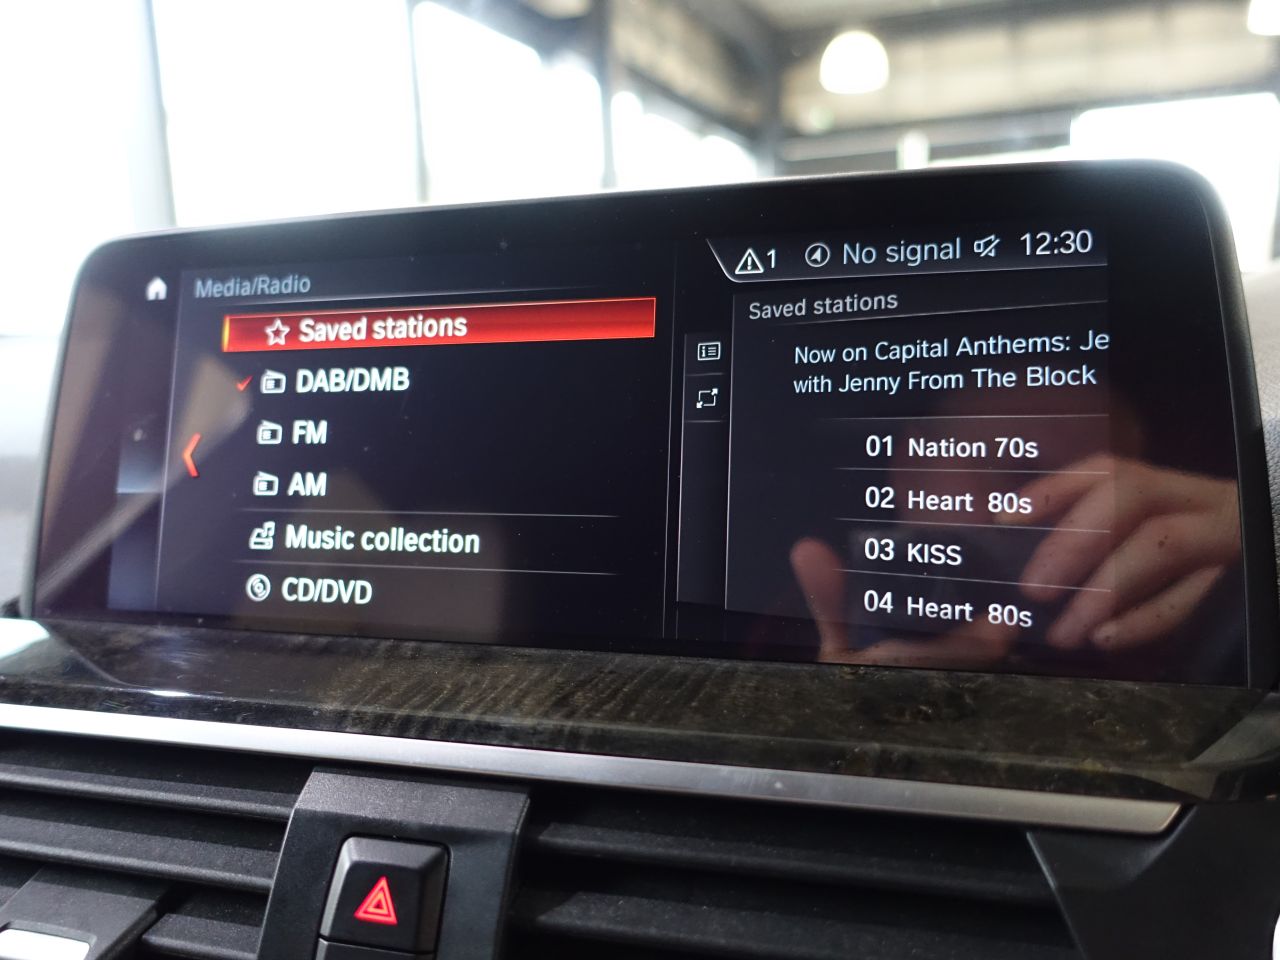 Media/Radio
Saved stations
DAB/DMB
FM
AM
Music collection
CD/DVD
1 No signal 12:30
Saved stations
Now on Capital Anthems: Je
with Jenny From The Block
01 Nation 70s
02 Heart 80s
03 KISS
04 Heart 80s